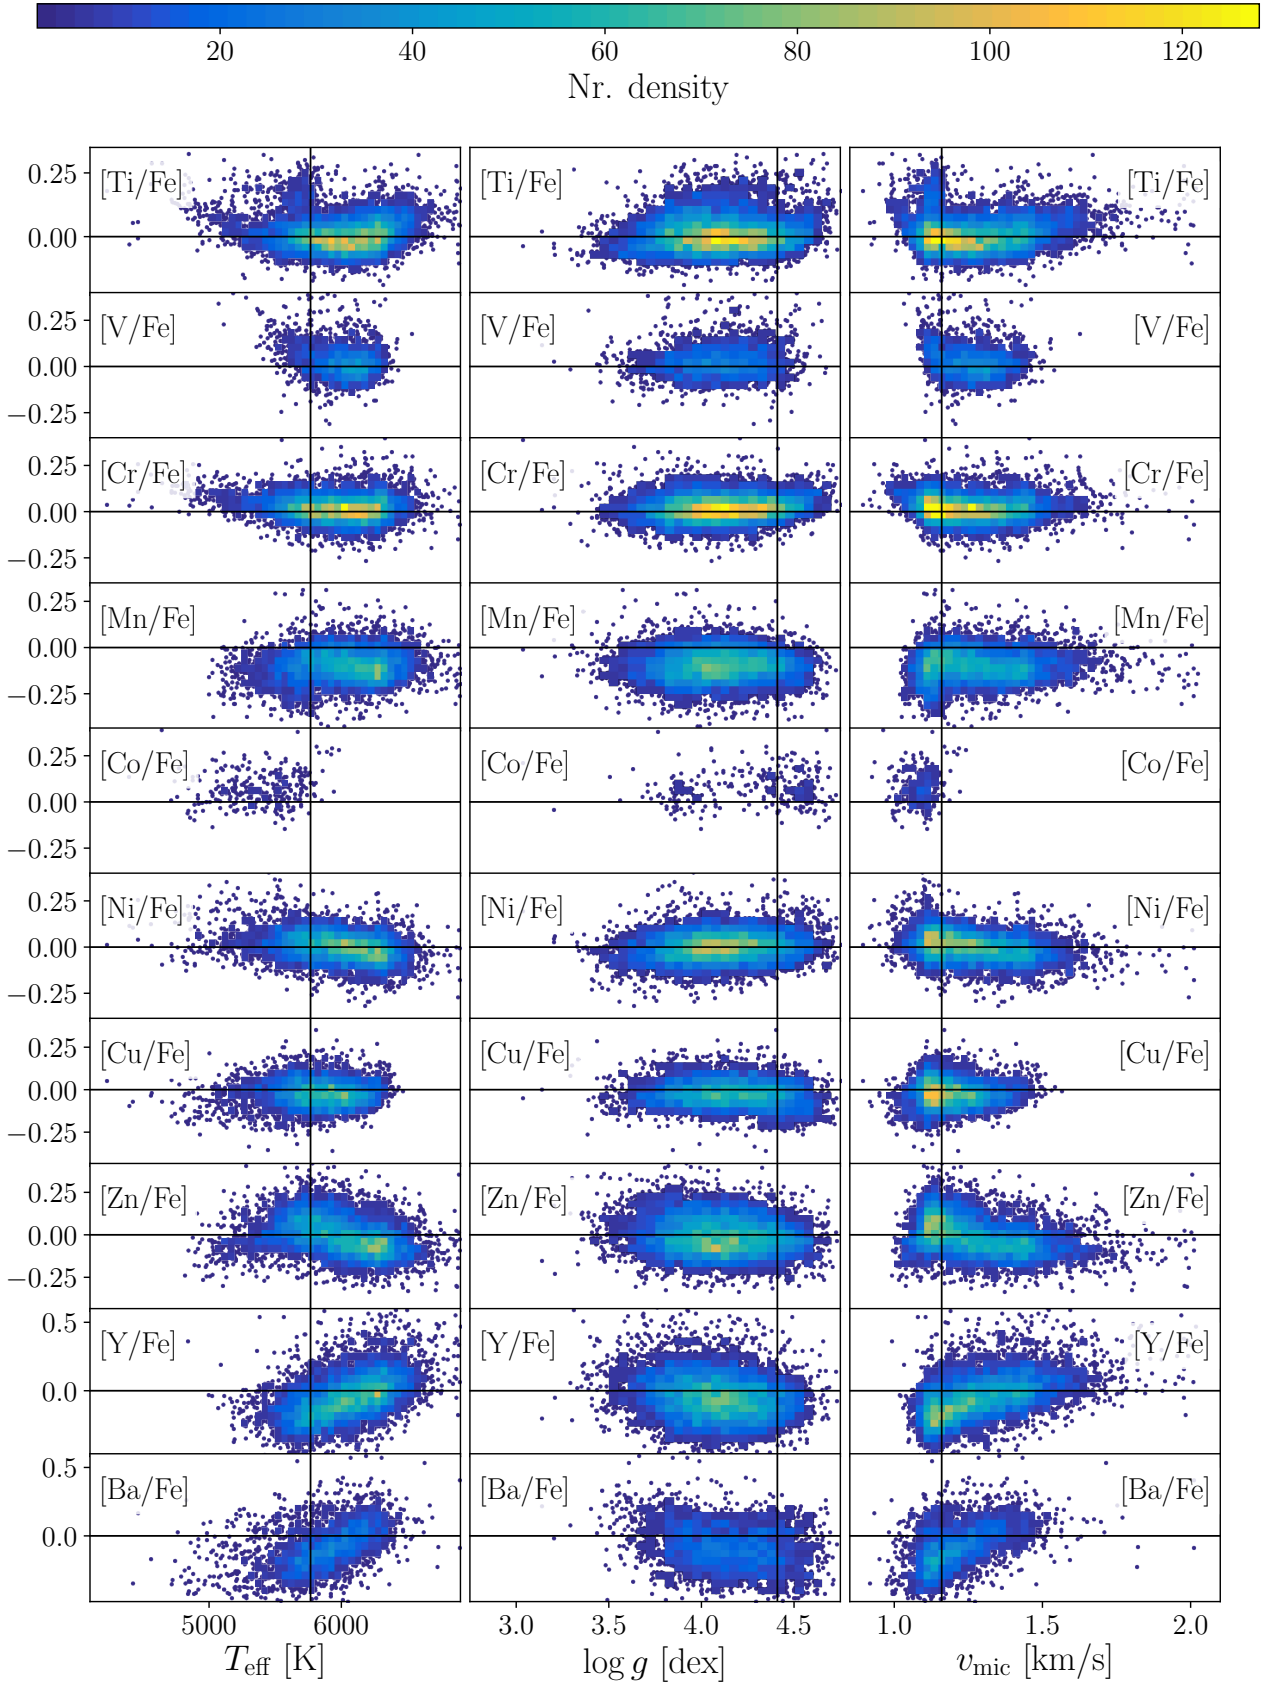 20 40 60 80 100 120
Nr. density
0.25 [Ti/Fe] [Ti/Fe] [Ti/Fe]
0.00
0.25 [V/Fe] [V/Fe] [V/Fe]
0.00
−0.25
0.25 [Cr/Fe] [Cr/Fe] [Cr/Fe]
0.00
−0.25
0.25 [Mn/Fe] [Mn/Fe] [Mn/Fe]
0.00
−0.25
0.25 [Co/Fe] [Co/Fe] [Co/Fe]
0.00
−0.25
0.25 [Ni/Fe] [Ni/Fe] [Ni/Fe]
0.00
−0.25
0.25 [Cu/Fe] [Cu/Fe] [Cu/Fe]
0.00
−0.25
0.25 [Zn/Fe] [Zn/Fe] [Zn/Fe]
0.00
−0.25
0.5 [Y/Fe] [Y/Fe] [Y/Fe]
0.0
0.5 [Ba/Fe] [Ba/Fe] [Ba/Fe]
0.0
5000 6000 3.0 3.5 4.0 4.5 1.0 1.5 2.0
T_eff [K] log g [dex] v_mic [km/s]